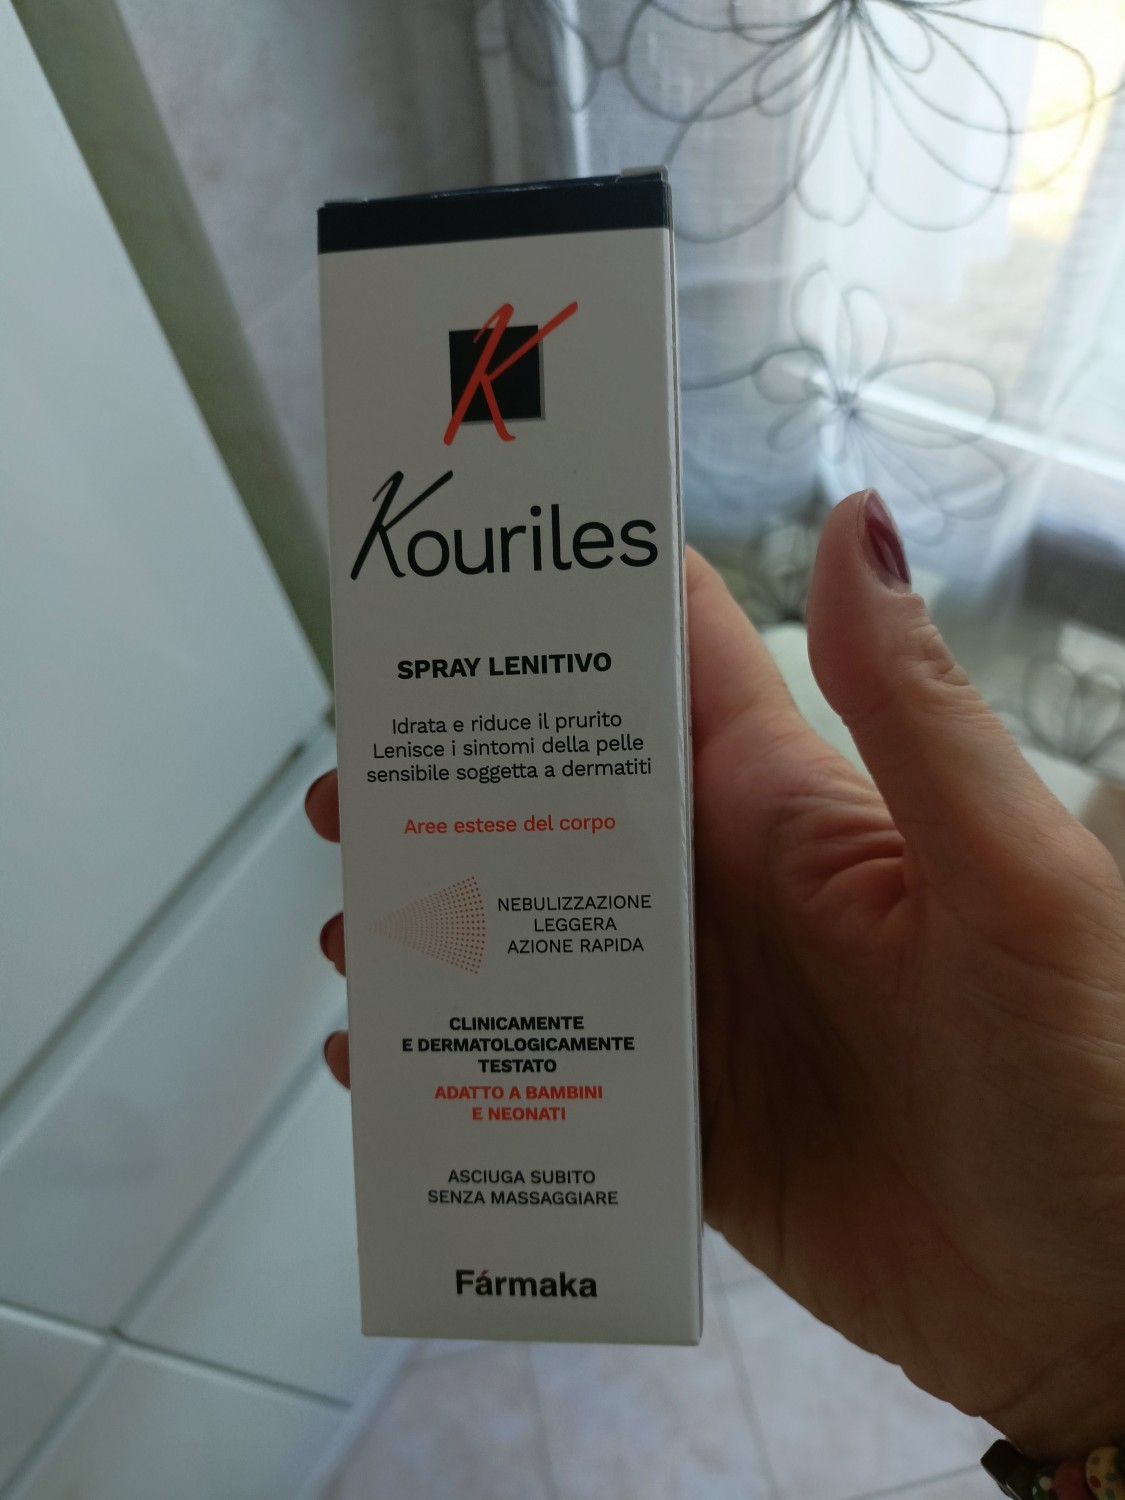 K
Kouriles
SPRAY LENITIVO
Idrata e riduce il prurito
Lenisce i sintomi della pelle
sensibile soggetta a dermatiti
Aree estese del corpo
NEBULIZZAZIONE
LEGGERA
AZIONE RAPIDA
CLINICAMENTE
E DERMATOLOGICAMENTE
TESTATO
ADATTO A BAMBINI
E NEONATI
ASCIUGA SUBITO
SENZA MASSAGGIARE
Fármaka